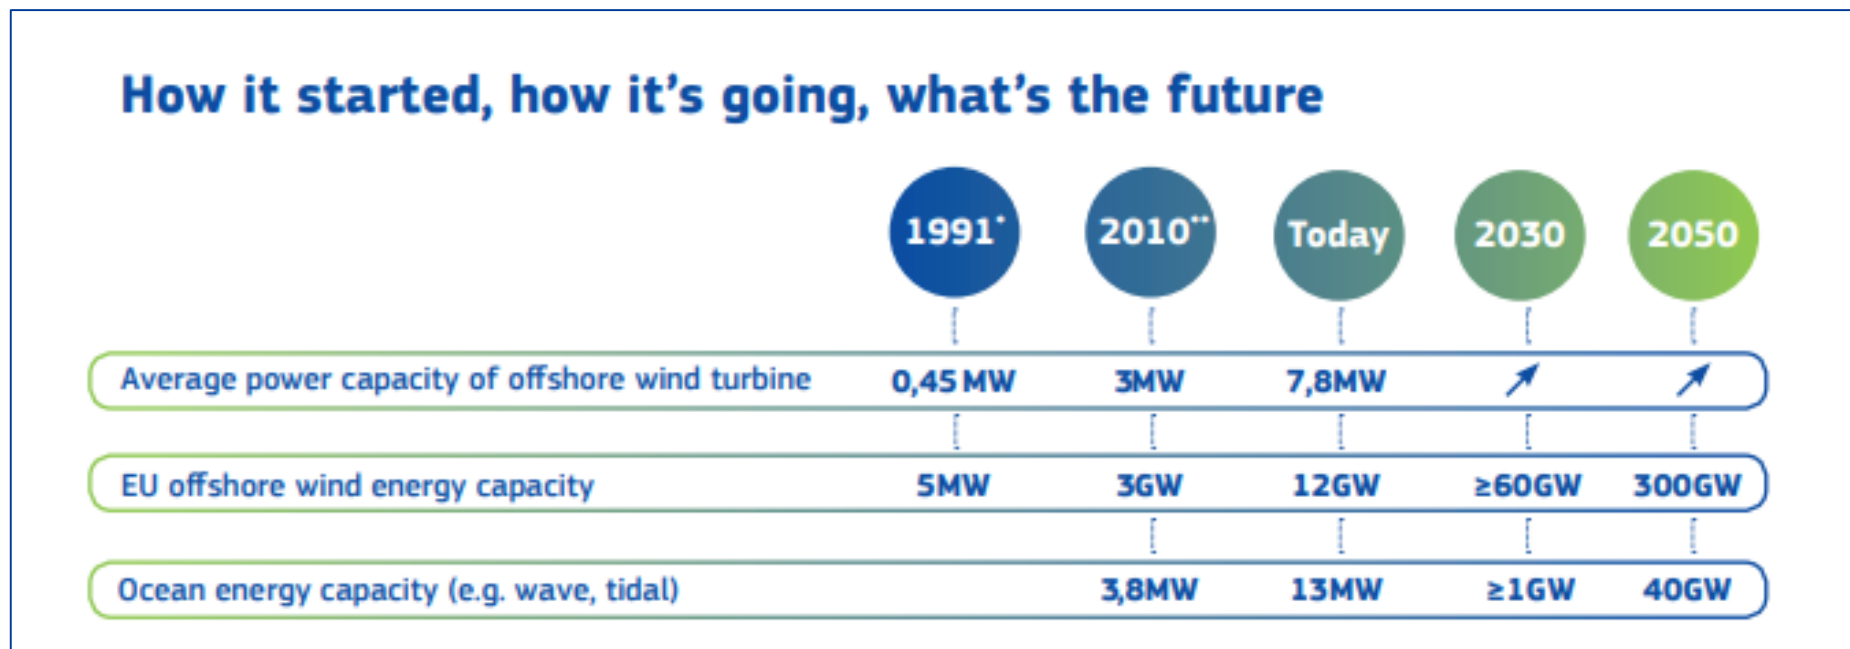 How it started, how it's going, what's the future
1991* 2010** Today 2030 2050
Average power capacity of offshore wind turbine 0,45 MW 3MW 7,8MW
EU offshore wind energy capacity 5MW 3GW 12GW ≥60GW 300GW
Ocean energy capacity (e.g. wave, tidal) 3,8MW 13MW ≥1GW 40GW